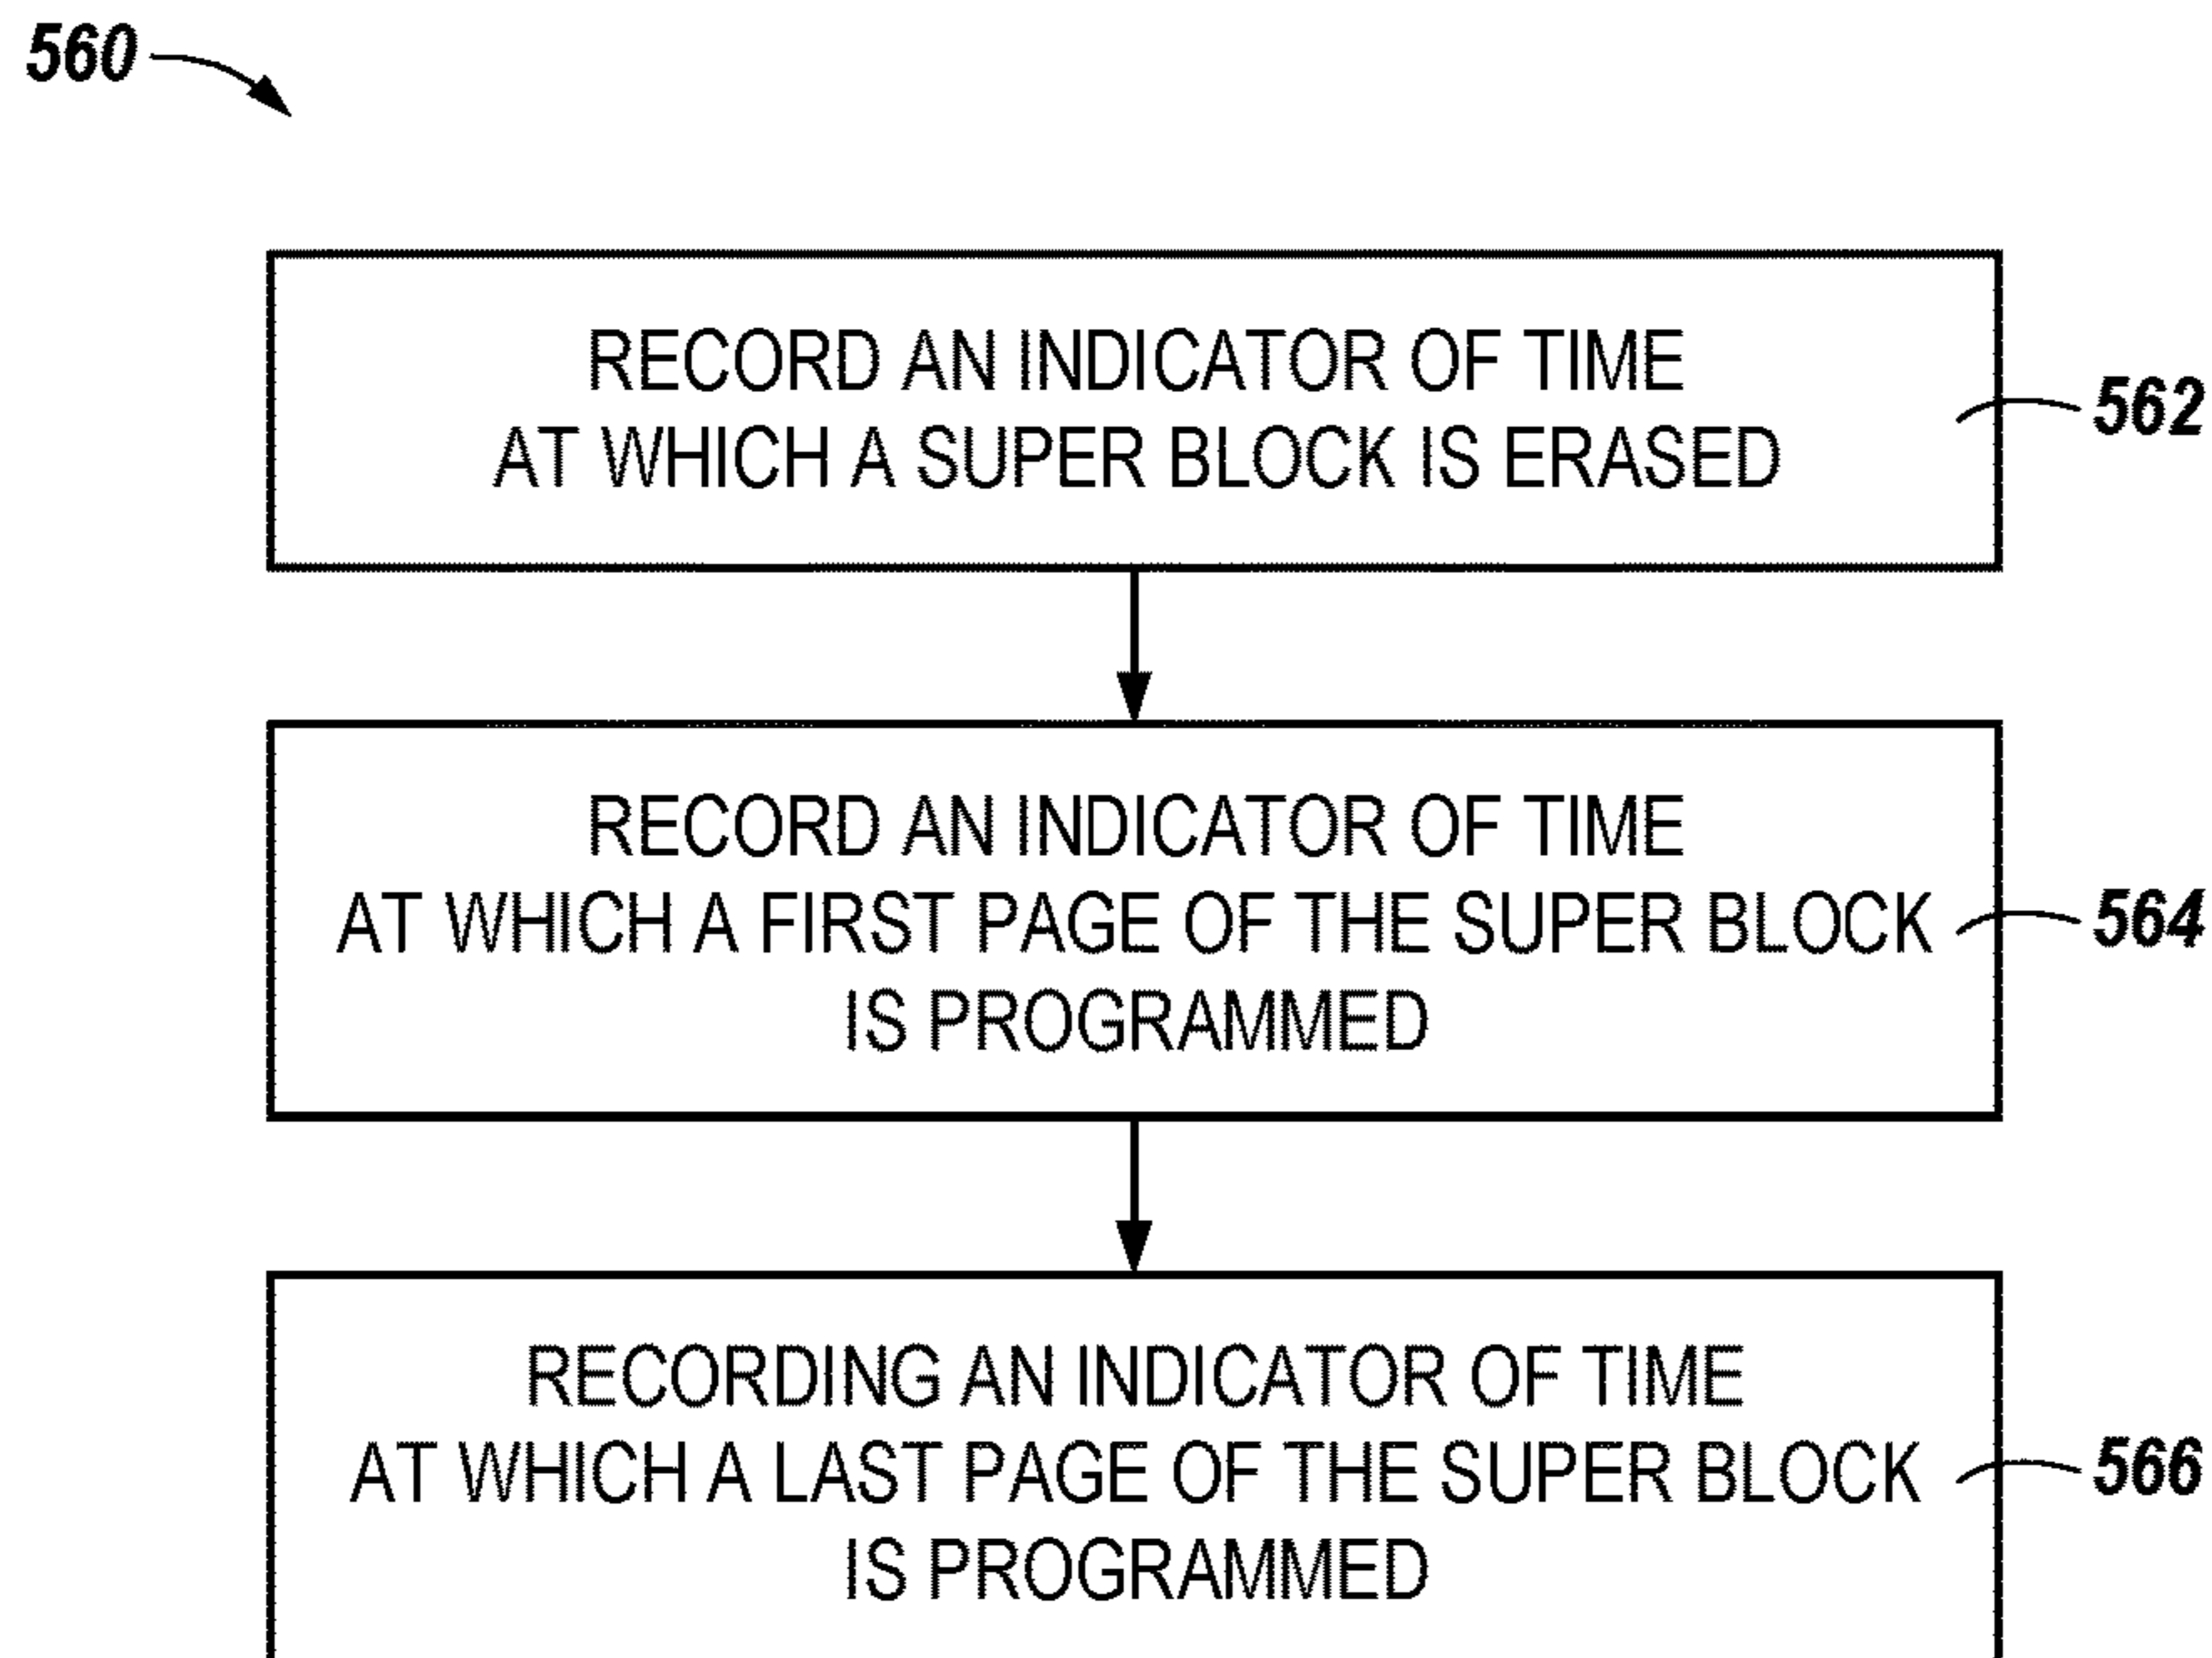 560
RECORD AN INDICATOR OF TIME
AT WHICH A SUPER BLOCK IS ERASED
562
RECORD AN INDICATOR OF TIME
AT WHICH A FIRST PAGE OF THE SUPER BLOCK
IS PROGRAMMED
564
RECORDING AN INDICATOR OF TIME
AT WHICH A LAST PAGE OF THE SUPER BLOCK
IS PROGRAMMED
566